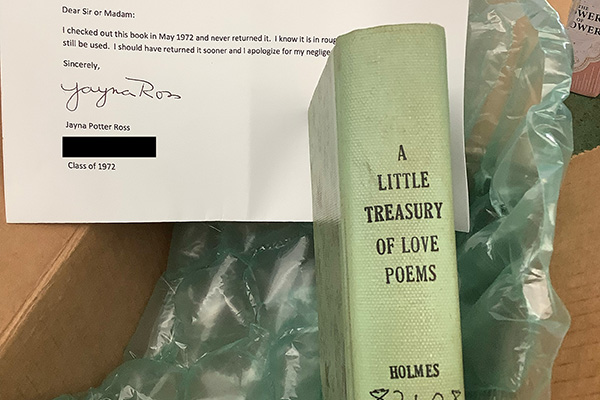 Dear Sir or Madam:
I checked out this book in May 1972 and never returned it. I know it is in
still be used. I should have returned it sooner and I apologize for my
Sincerely,
Jayna Ross
Jayna Potter Ross
Class of 1972
A
LITTLE
TREASURY
OF LOVE
POEMS
HOLMES
THE
OF